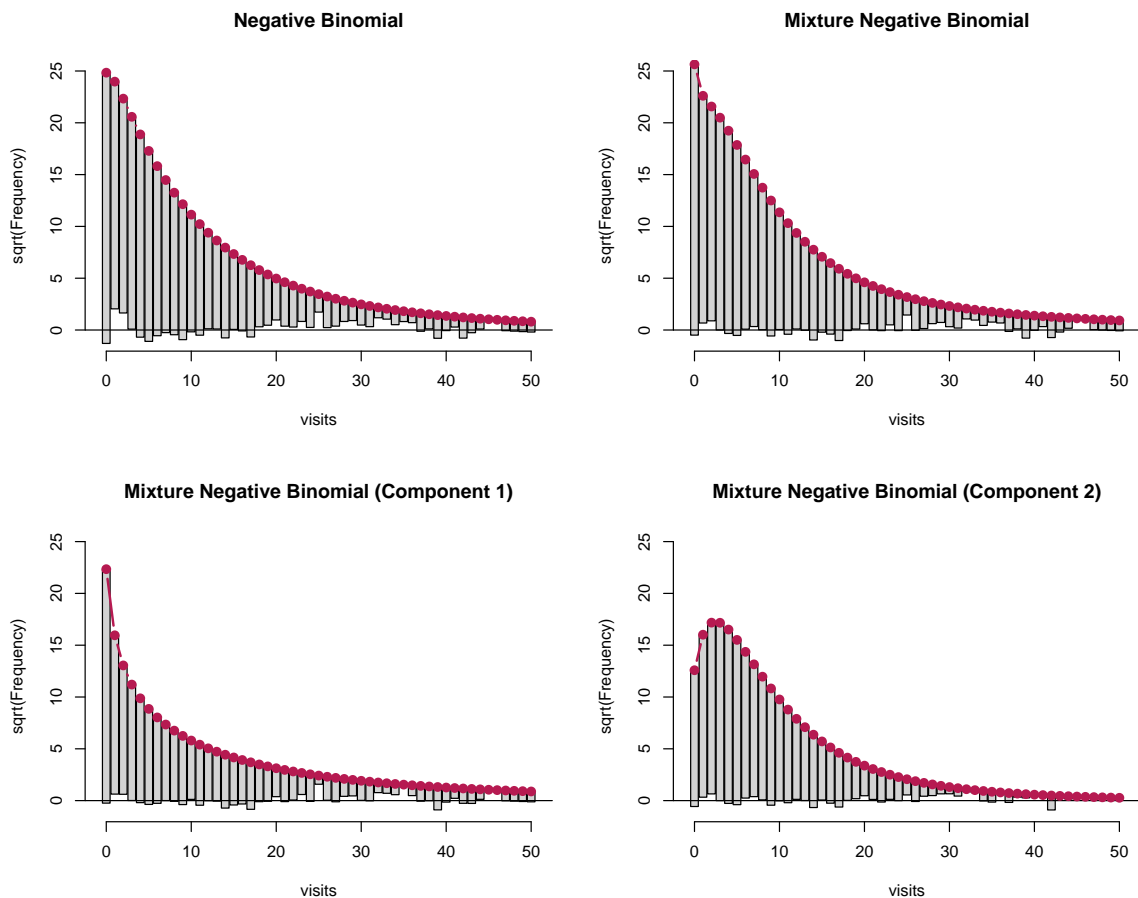 Negative Binomial
sqrt(Frequency)
25
20
15
10
5
0
0 10 20 30 40 50
visits
Mixture Negative Binomial
sqrt(Frequency)
25
20
15
10
5
0
0 10 20 30 40 50
visits
Mixture Negative Binomial (Component 1)
sqrt(Frequency)
25
20
15
10
5
0
0 10 20 30 40 50
visits
Mixture Negative Binomial (Component 2)
sqrt(Frequency)
25
20
15
10
5
0
0 10 20 30 40 50
visits